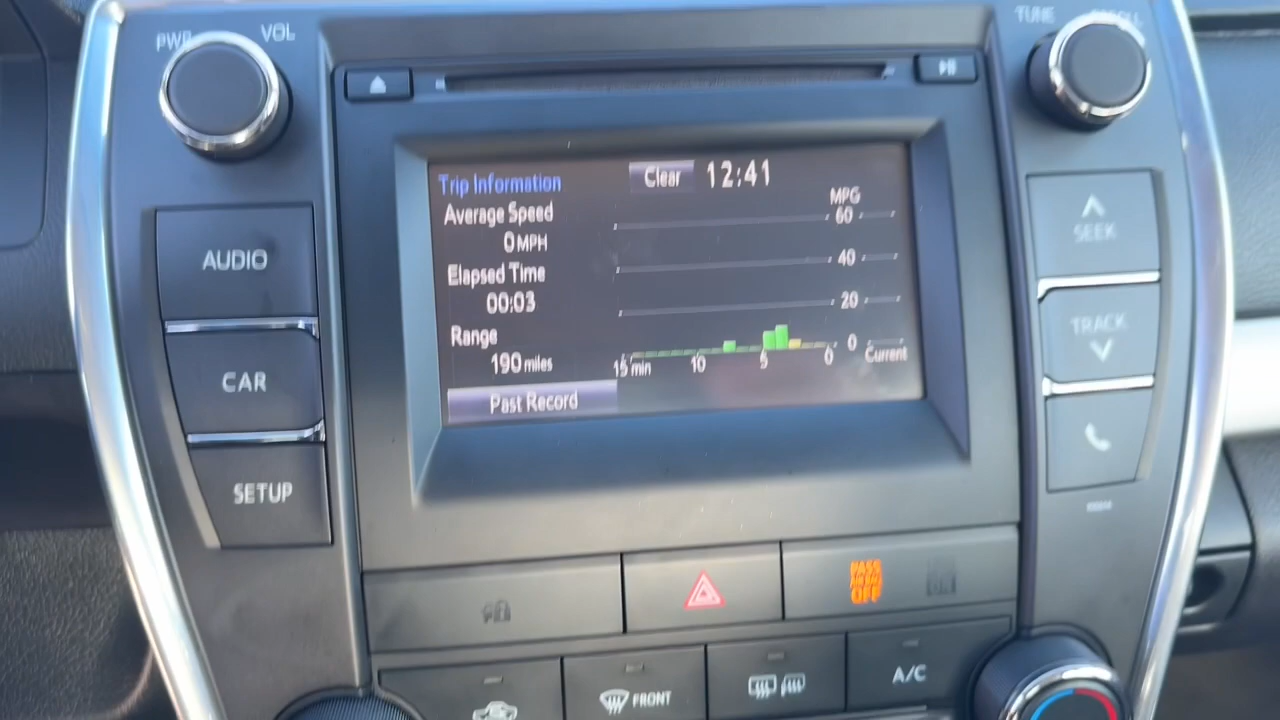 PWR VOL
TUNE SCROLL
Trip Information Clear 12:41
Average Speed
0 MPH
Elapsed Time
00:03
Range
190 miles
Past Record
MPG
60
40
20
0
15 min 10 5 0 Current
AUDIO
CAR
SETUP
SEEK
TRACK
PASS
AIR BAG
OFF
ON
FRONT
A/C